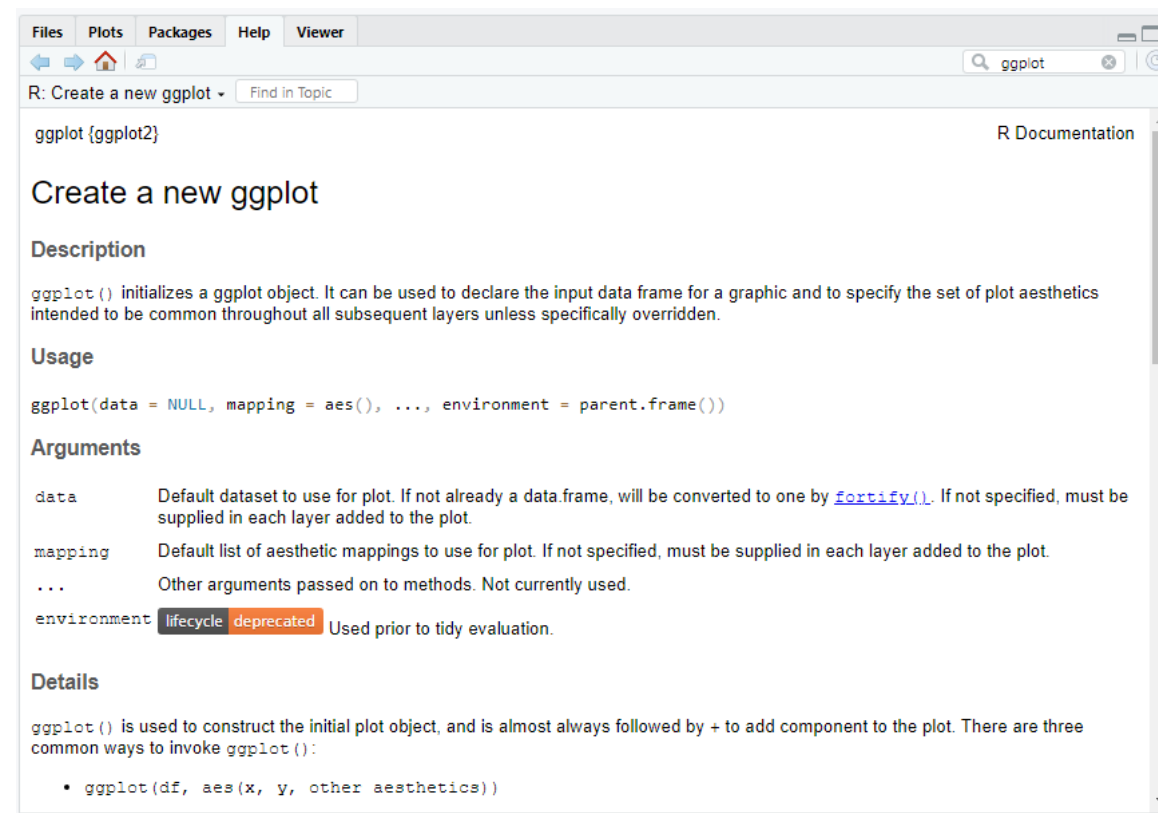 Files Plots Packages Help Viewer
ggplot
R: Create a new ggplot Find in Topic
ggplot {ggplot2} R Documentation
Create a new ggplot
Description
ggplot() initializes a ggplot object. It can be used to declare the input data frame for a graphic and to specify the set of plot aesthetics
intended to be common throughout all subsequent layers unless specifically overridden.
Usage
ggplot(data = NULL, mapping = aes(), ..., environment = parent.frame())
Arguments
data Default dataset to use for plot. If not already a data.frame, will be converted to one by fortify(). If not specified, must be
supplied in each layer added to the plot.
mapping Default list of aesthetic mappings to use for plot. If not specified, must be supplied in each layer added to the plot.
... Other arguments passed on to methods. Not currently used.
environment lifecycle deprecated Used prior to tidy evaluation.
Details
ggplot() is used to construct the initial plot object, and is almost always followed by + to add component to the plot. There are three
common ways to invoke ggplot():
• ggplot(df, aes(x, y, other aesthetics))